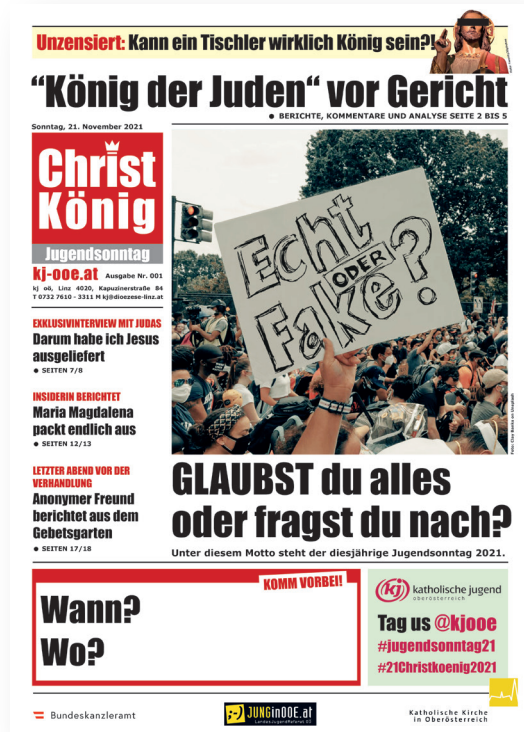 Unzensiert: Kann ein Tischler wirklich König sein?!
“König der Juden“ vor Gericht
● BERICHTE, KOMMENTARE UND ANALYSE SEITE 2 BIS 5
Sonntag, 21. November 2021
Christ
König
Jugendsonntag
kj-ooe.at Ausgabe Nr. 001
kj oö, Linz 4020, Kapuzinerstraße 84
T 0732 7610 - 3311 M kj@dioezese-linz.at
EXKLUSIVINTERVIEW MIT JUDAS
Darum habe ich Jesus
ausgeliefert
● SEITEN 7/8
INSIDERIN BERICHTET
Maria Magdalena
packt endlich aus
● SEITEN 12/13
LETZTER ABEND VOR DER
VERHANDLUNG
Anonymer Freund
berichtet aus dem
Gebetsgarten
● SEITEN 17/18
Echt
ODER
Fake?
GLAUBST du alles
oder fragst du nach?
Unter diesem Motto steht der diesjährige Jugendsonntag 2021.
KOMM VORBEI!
Wann?
Wo?
kj katholische jugend
oberösterreich
Tag us @kjooe
#jugendsonntag21
#21Christkoenig2021
Bundeskanzleramt
JUNGinOOE.at
LandesJugendReferat OÖ
Katholische Kirche
in Oberösterreich